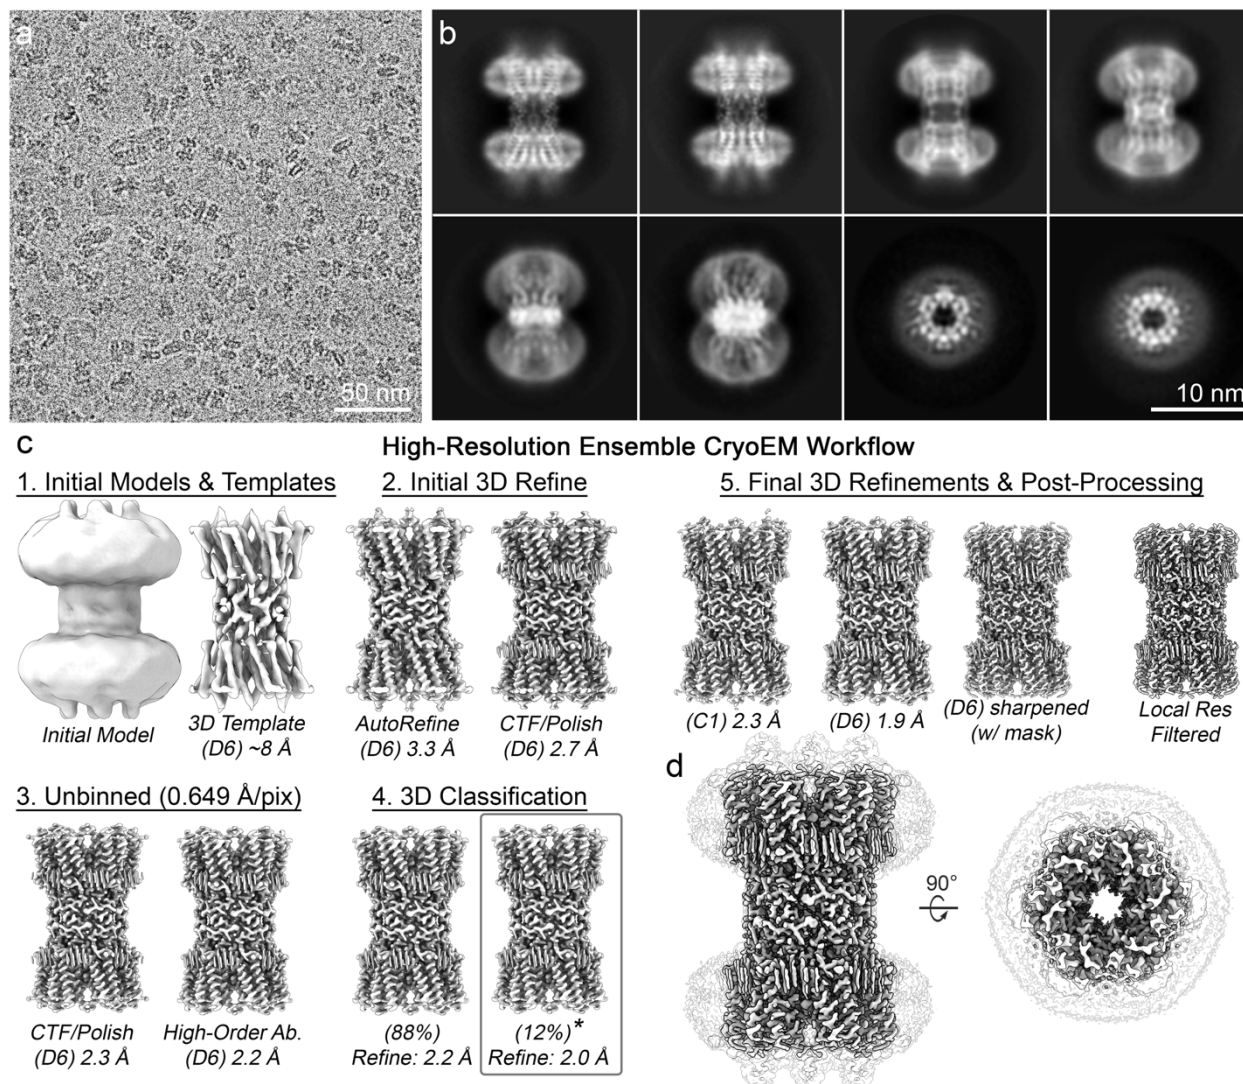 a
50 nm
b
10 nm
c
High-Resolution Ensemble CryoEM Workflow
1. Initial Models & Templates
Initial Model
3D Template
(D6) ~8 Å
2. Initial 3D Refine
AutoRefine
(D6) 3.3 Å
CTF/Polish
(D6) 2.7 Å
5. Final 3D Refinements & Post-Processing
(C1) 2.3 Å
(D6) 1.9 Å
(D6) sharpened
(w/ mask)
Local Res
Filtered
3. Unbinned (0.649 Å/pix)
CTF/Polish
(D6) 2.3 Å
High-Order Ab.
(D6) 2.2 Å
4. 3D Classification
(88%)
Refine: 2.2 Å
(12%)*
Refine: 2.0 Å
d
90°